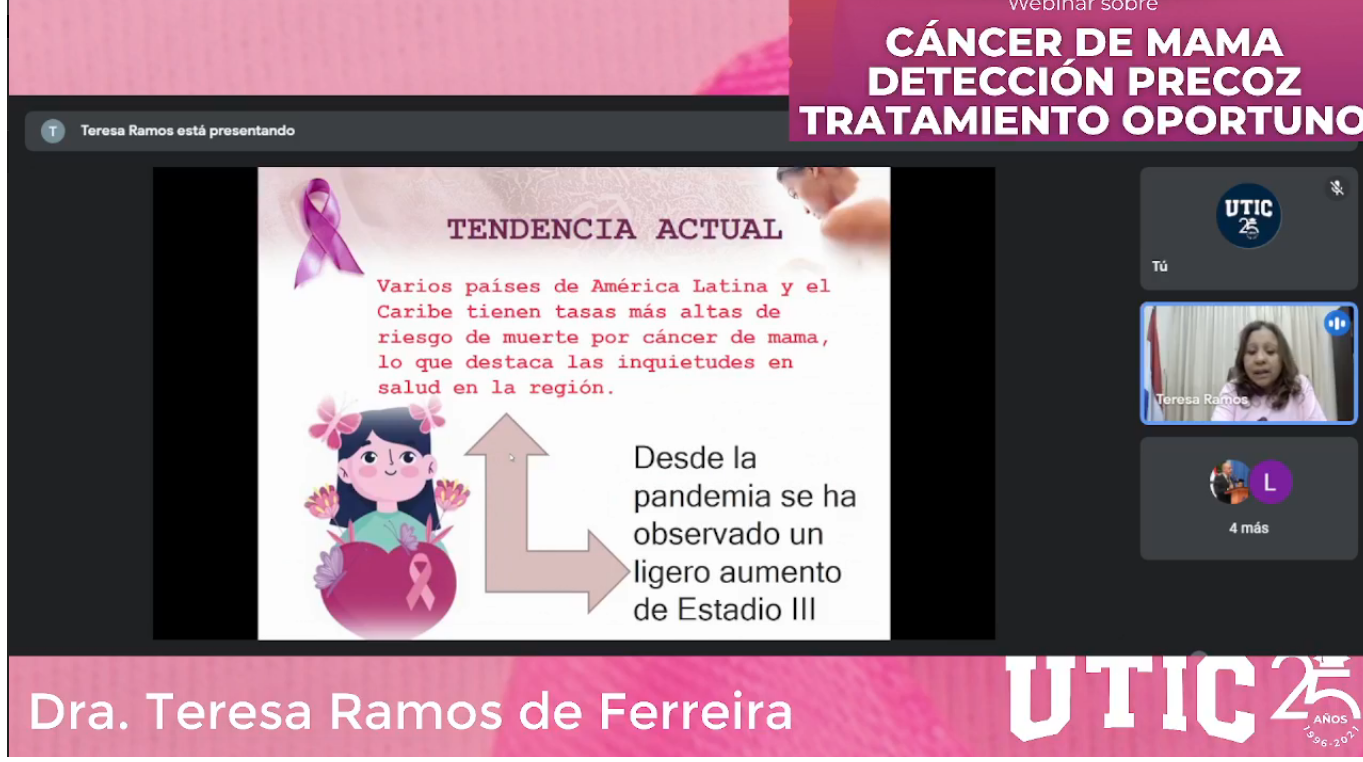 Webinar sobre
CÁNCER DE MAMA
DETECCIÓN PRECOZ
TRATAMIENTO OPORTUNO
T
Teresa Ramos está presentando
TENDENCIA ACTUAL
Varios países de América Latina y el
Caribe tienen tasas más altas de
riesgo de muerte por cáncer de mama,
lo que destaca las inquietudes en
salud en la región.
Desde la
pandemia se ha
observado un
ligero aumento
de Estadio III
UTIC
25
Tú
Teresa Ramos
L
4 más
Dra. Teresa Ramos de Ferreira
UTIC 25
AÑOS
1996-2021